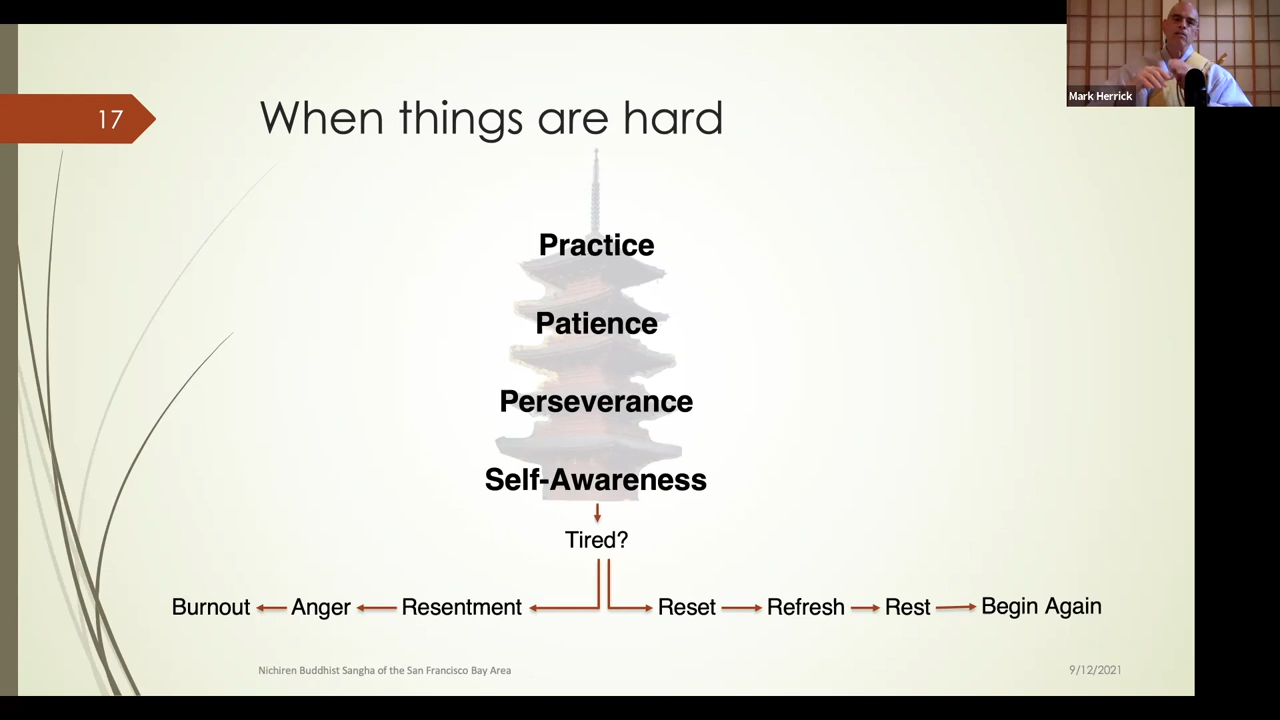 Mark Herrick
17
When things are hard
Practice
Patience
Perseverance
Self-Awareness
Tired?
Burnout Anger Resentment Reset Refresh Rest Begin Again
Nichiren Buddhist Sangha of the San Francisco Bay Area
9/12/2021